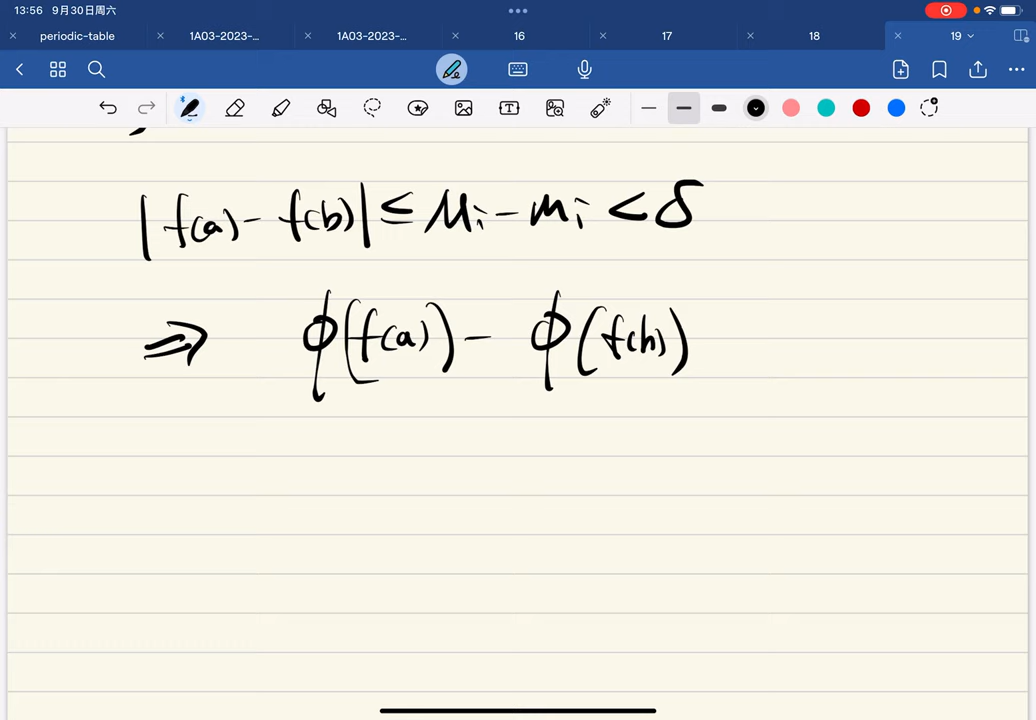 13:56 9月30日周六
periodic-table 1A03-2023-... 1A03-2023-... 16 17 18 19
|f(a) - f(b)| ≤ Mi - mi < δ
⇒ ϕ(f(a)) - ϕ(f(b))